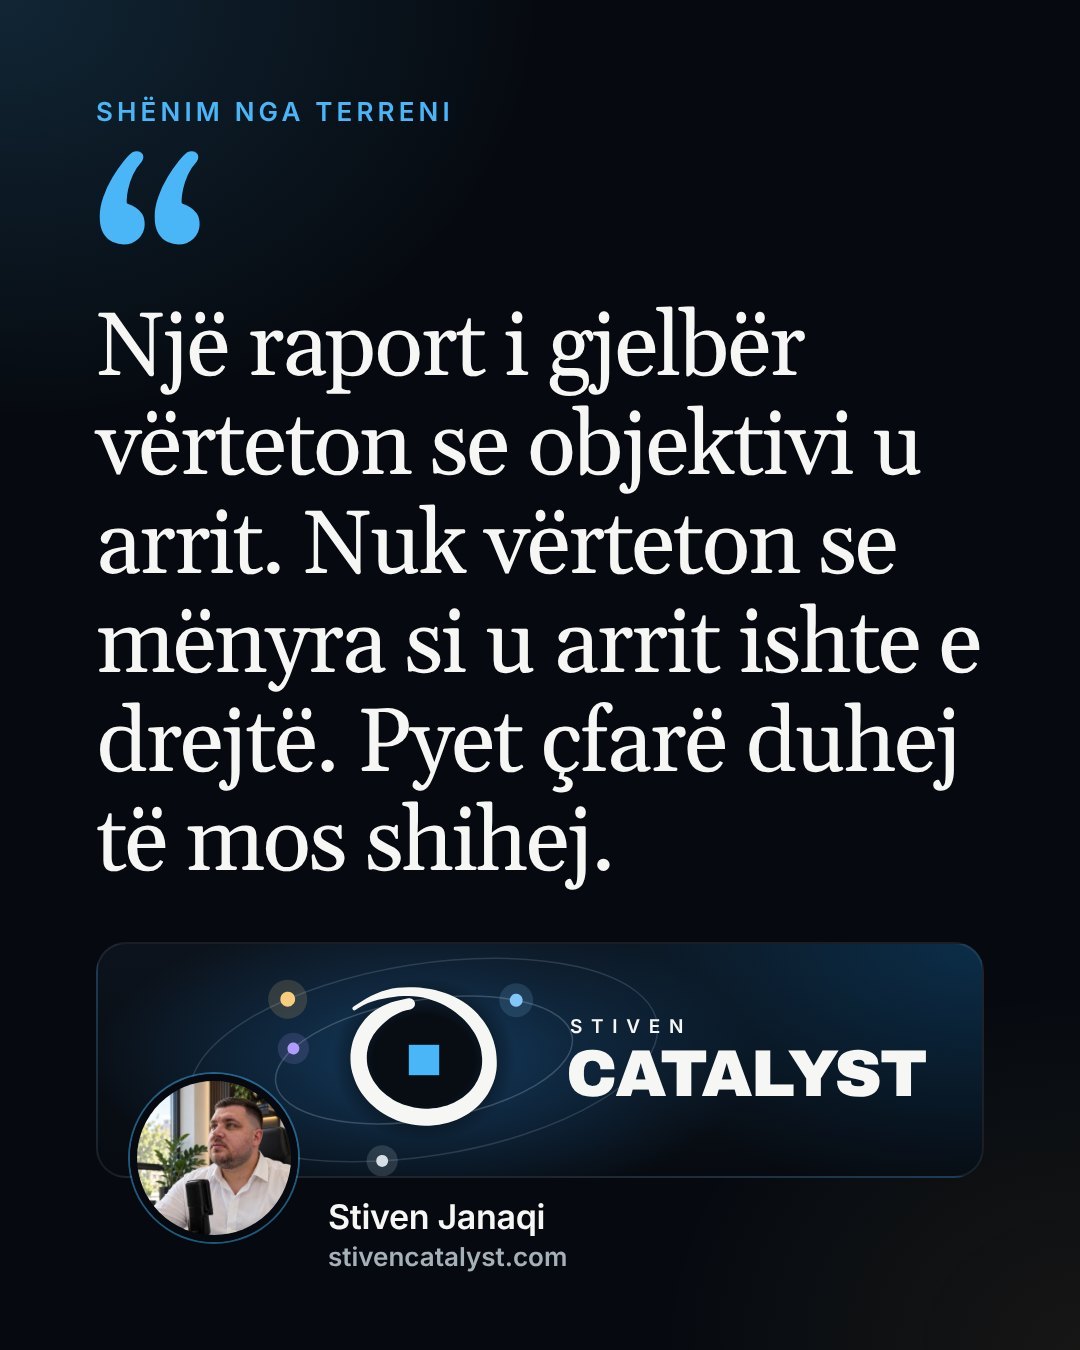 SHËNIM NGA TERRENI
“
Një raport i gjelbër
vërteton se objektivi u
arrit. Nuk vërteton se
mënyra si u arrit ishte e
drejtë. Pyet çfarë duhej
të mos shihej.
STIVEN
CATALYST
Stiven Janaqi
stivencatalyst.com